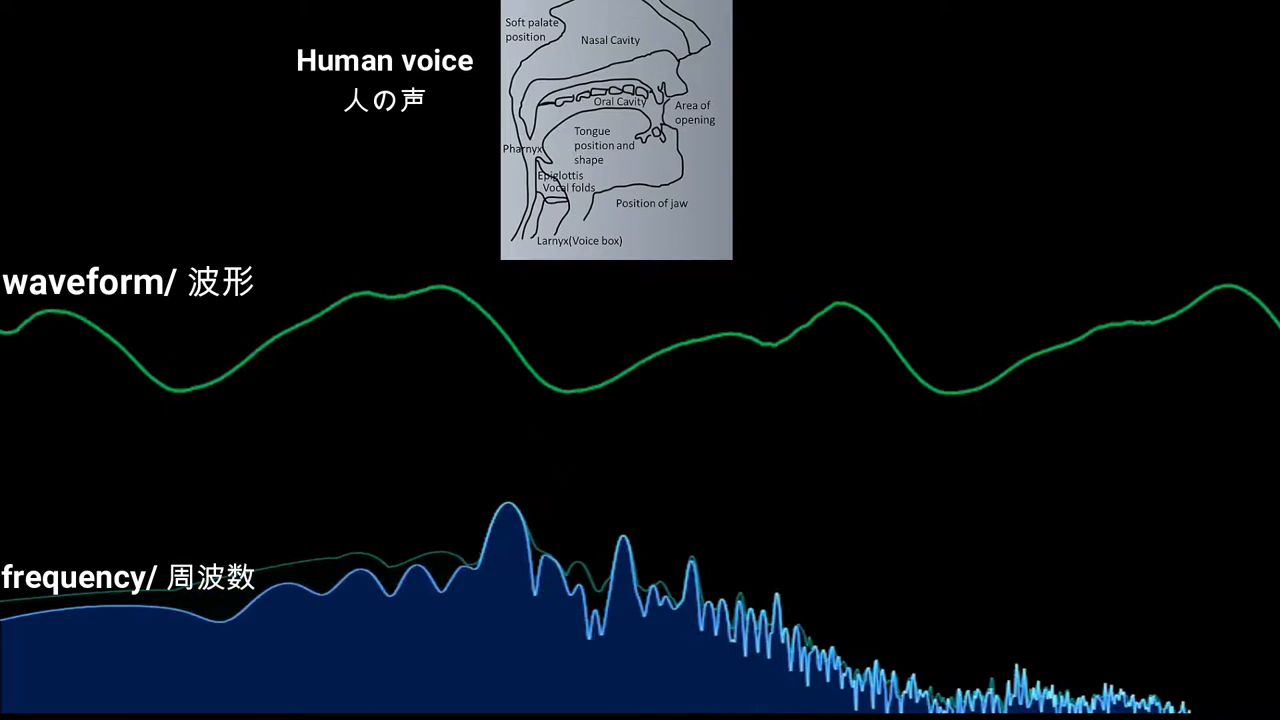 Human voice
人の声
Soft palate
position
Nasal Cavity
Oral Cavity
Area of
opening
Tongue
position and
shape
Pharnyx
Epiglottis
Vocal folds
Position of jaw
Larnyx(Voice box)
waveform/ 波形
frequency/ 周波数